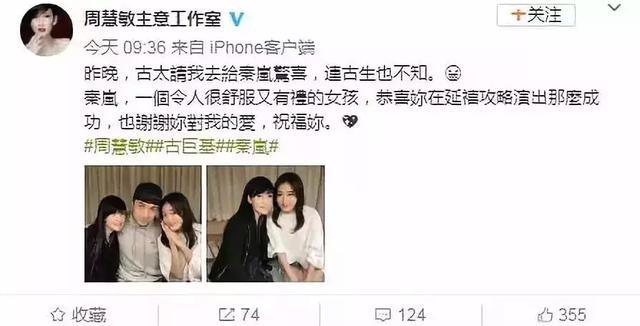 周慧敏主意工作室
+关注
今天 09:36 来自 iPhone客户端
昨晚，古太請我去給秦嵐驚喜，連古生也不知。
秦嵐，一個令人很舒服又有禮的女孩，恭喜妳在延禧攻略演出那麼成
功，也謝謝妳對我的愛，祝福妳。
#周慧敏##古巨基##秦嵐#
收藏
74
124
355